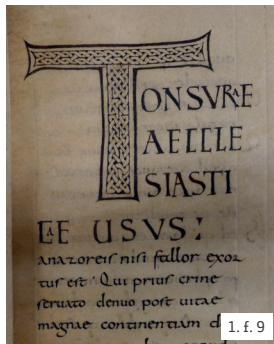 TONSURAE
AECCLE
SIASTI
CAE USUS:
anazoreis nisi fallor exor
tus est Qui prius crine
seruato denuo post uitae
magnae continentiam d
1. f. 9